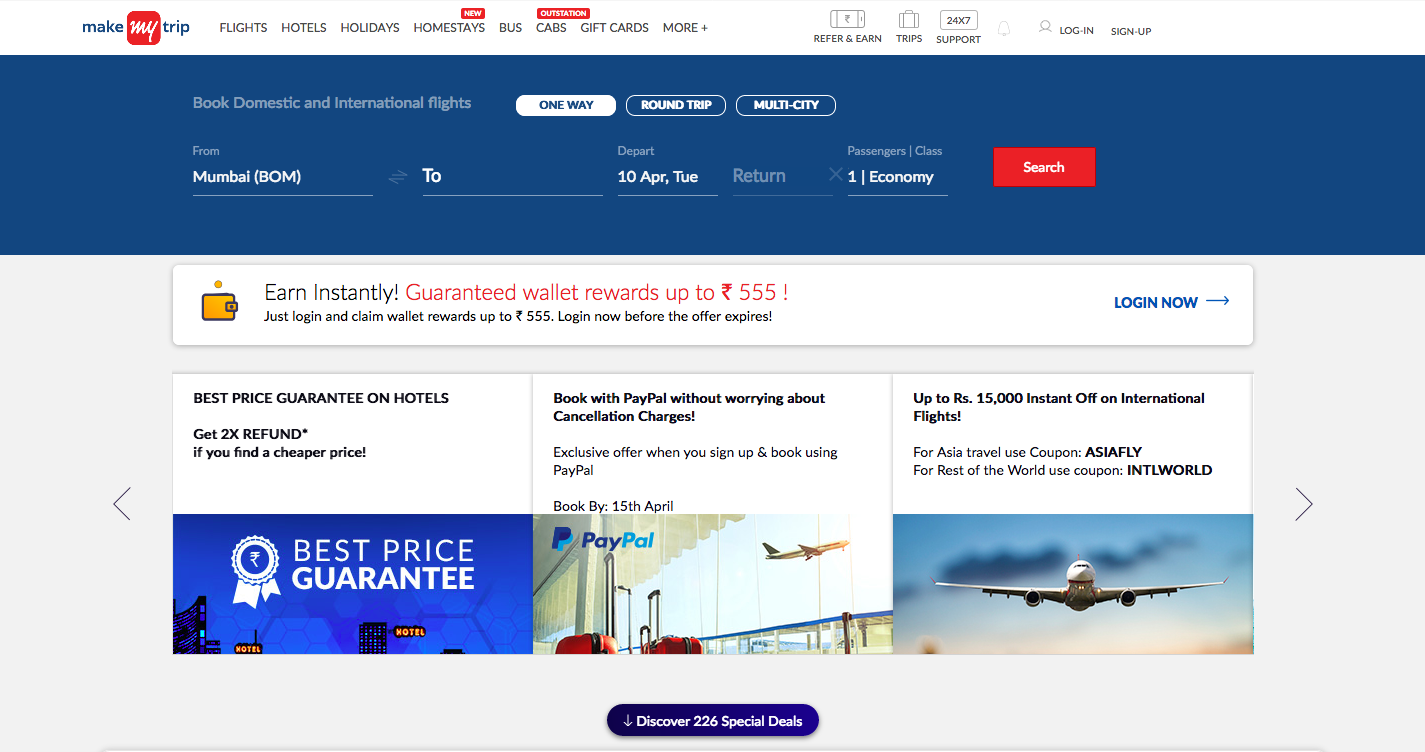 make my trip
FLIGHTS HOTELS HOLIDAYS HOMESTAYS NEW BUS CABS OUTSTATION GIFT CARDS MORE +
₹ REFER & EARN TRIPS 24X7 SUPPORT LOG-IN SIGN-UP
Book Domestic and International flights ONE WAY ROUND TRIP MULTI-CITY
From Depart Passengers | Class
Mumbai (BOM) To 10 Apr, Tue Return 1 | Economy Search
Earn Instantly! Guaranteed wallet rewards up to ₹ 555 !
Just login and claim wallet rewards up to ₹ 555. Login now before the offer expires!
LOGIN NOW
BEST PRICE GUARANTEE ON HOTELS
Get 2X REFUND*
if you find a cheaper price!
₹ BEST PRICE
GUARANTEE
HOTEL
HOTEL
Book with PayPal without worrying about
Cancellation Charges!
Exclusive offer when you sign up & book using
PayPal
Book By: 15th April
PayPal
Up to Rs. 15,000 Instant Off on International
Flights!
For Asia travel use Coupon: ASIAFLY
For Rest of the World use coupon: INTLWORLD
Discover 226 Special Deals